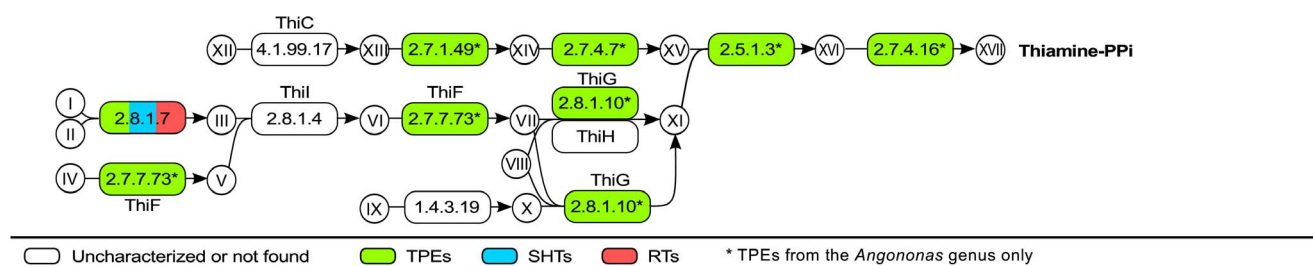 ThiC
XII 4.1.99.17 XIII 2.7.1.49* XIV 2.7.4.7* XV 2.5.1.3* XVI 2.7.4.16* XVII Thiamine-PPi
ThiG
I ThiI ThiF 2.8.1.10*
2.8.1.7 III 2.8.1.4 VI 2.7.7.73* VII XI
II ThiH
VIII
IV 2.7.7.73* V ThiG
ThiF IX 1.4.3.19 X 2.8.1.10*
Uncharacterized or not found TPEs SHTs RTs * TPEs from the Angononas genus only